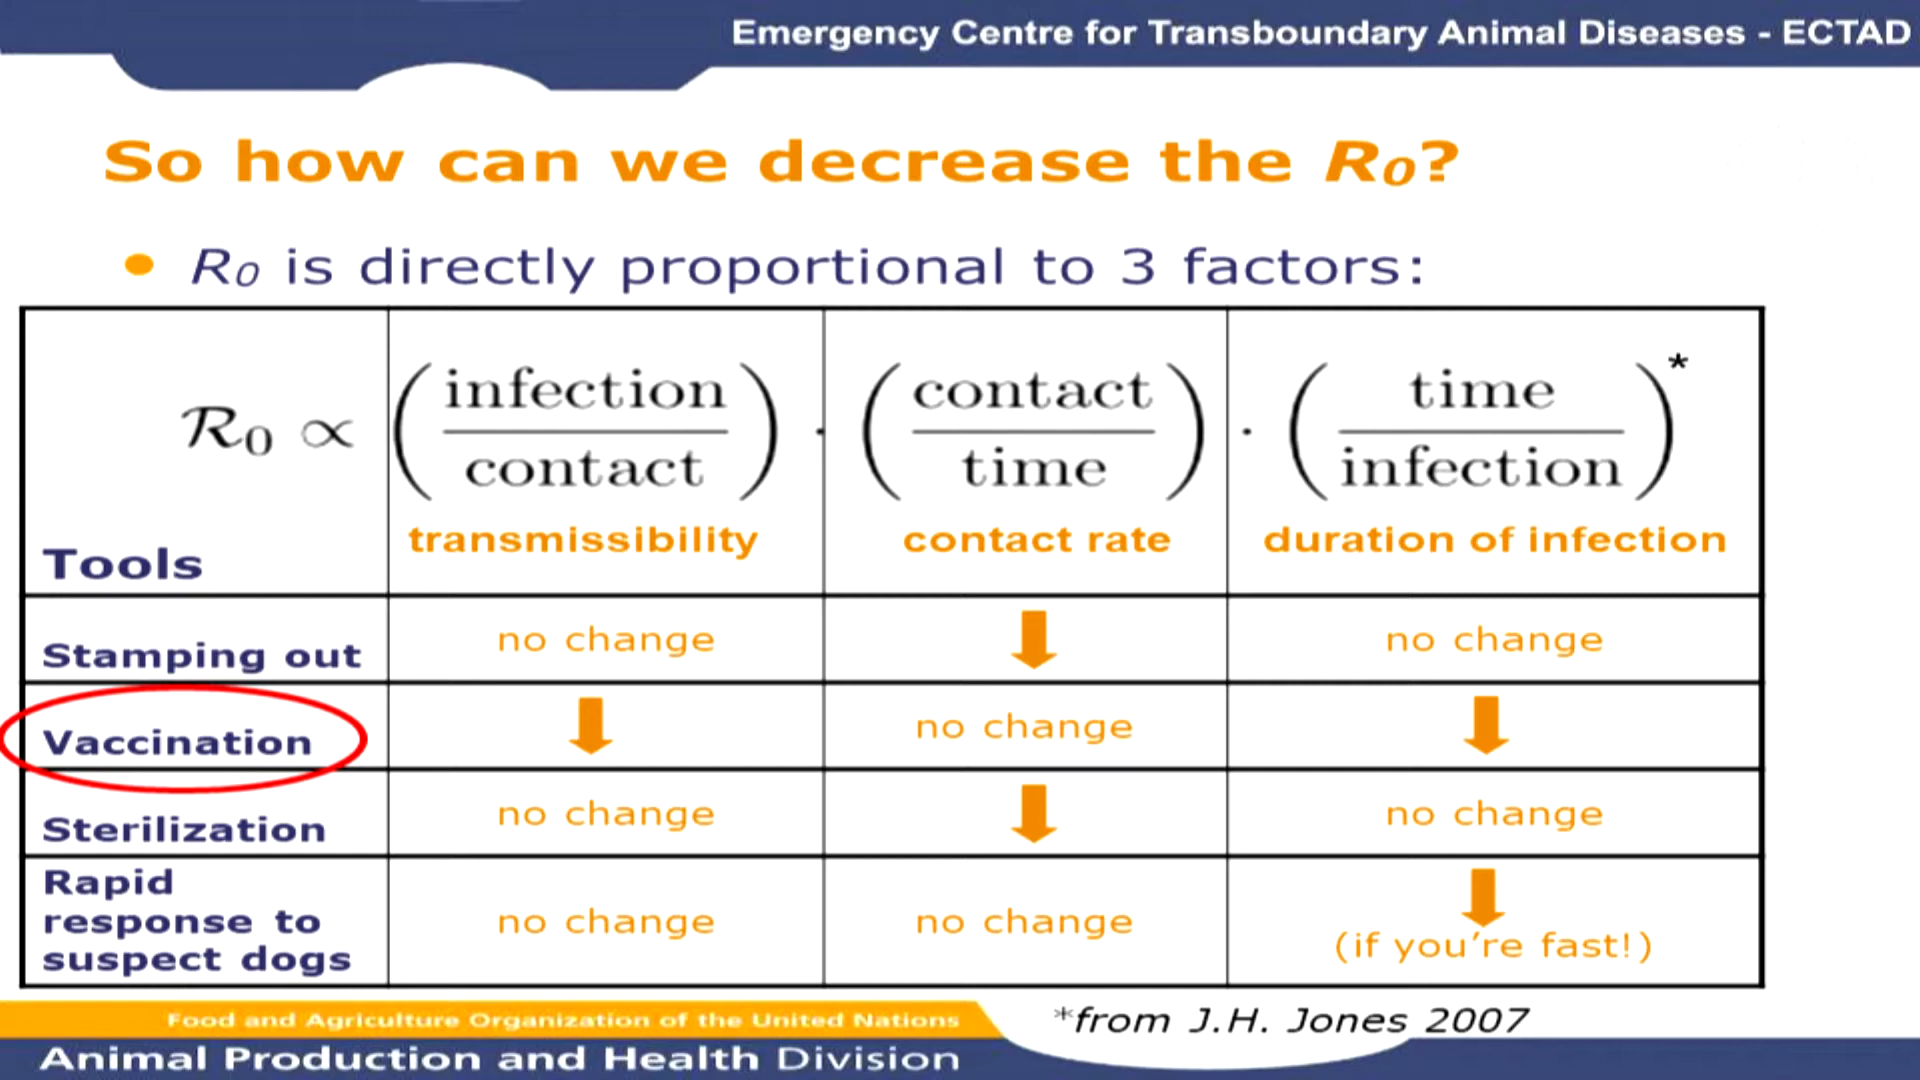 Emergency Centre for Transboundary Animal Diseases - ECTAD
So how can we decrease the R₀?
• R₀ is directly proportional to 3 factors:
R₀ ∝ (infection/contact) · (contact/time) · (time/infection)*
Tools transmissibility contact rate duration of infection
Stamping out no change no change
Vaccination no change
Sterilization no change no change
Rapid
response to no change no change
suspect dogs (if you're fast!)
*from J.H. Jones 2007
Food and Agriculture Organization of the United Nations
Animal Production and Health Division